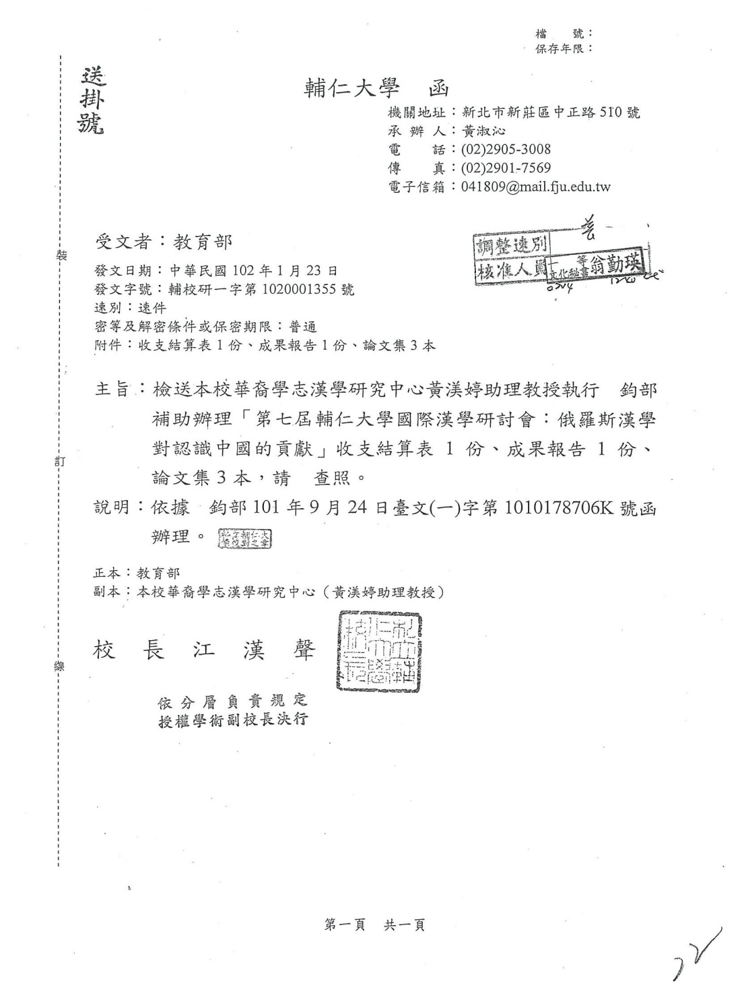 檔　　號：
保存年限：
送掛號
輔仁大學　函
機關地址：新北市新莊區中正路510號
承 辦 人：黃淑沁
電　　話：(02)2905-3008
傳　　真：(02)2901-7569
電子信箱：041809@mail.fju.edu.tw
受文者：教育部
調整速別
核准人員
一等
文化秘書 翁勤瑛
發文日期：中華民國102年1月23日
發文字號：輔校研一字第1020001355號
速別：速件
密等及解密條件或保密期限：普通
附件：收支結算表1份、成果報告1份、論文集3本
主旨：檢送本校華裔學志漢學研究中心黃渼婷助理教授執行　鈞部
補助辦理「第七屆輔仁大學國際漢學研討會：俄羅斯漢學
對認識中國的貢獻」收支結算表 1 份、成果報告 1 份、
論文集3本，請　查照。
說明：依據　鈞部101年9月24日臺文(一)字第1010178706K號函
辦理。
正本：教育部
副本：本校華裔學志漢學研究中心（黃渼婷助理教授）
校長江漢聲
依分層負責規定
授權學術副校長決行
裝
訂
線
第一頁　共一頁